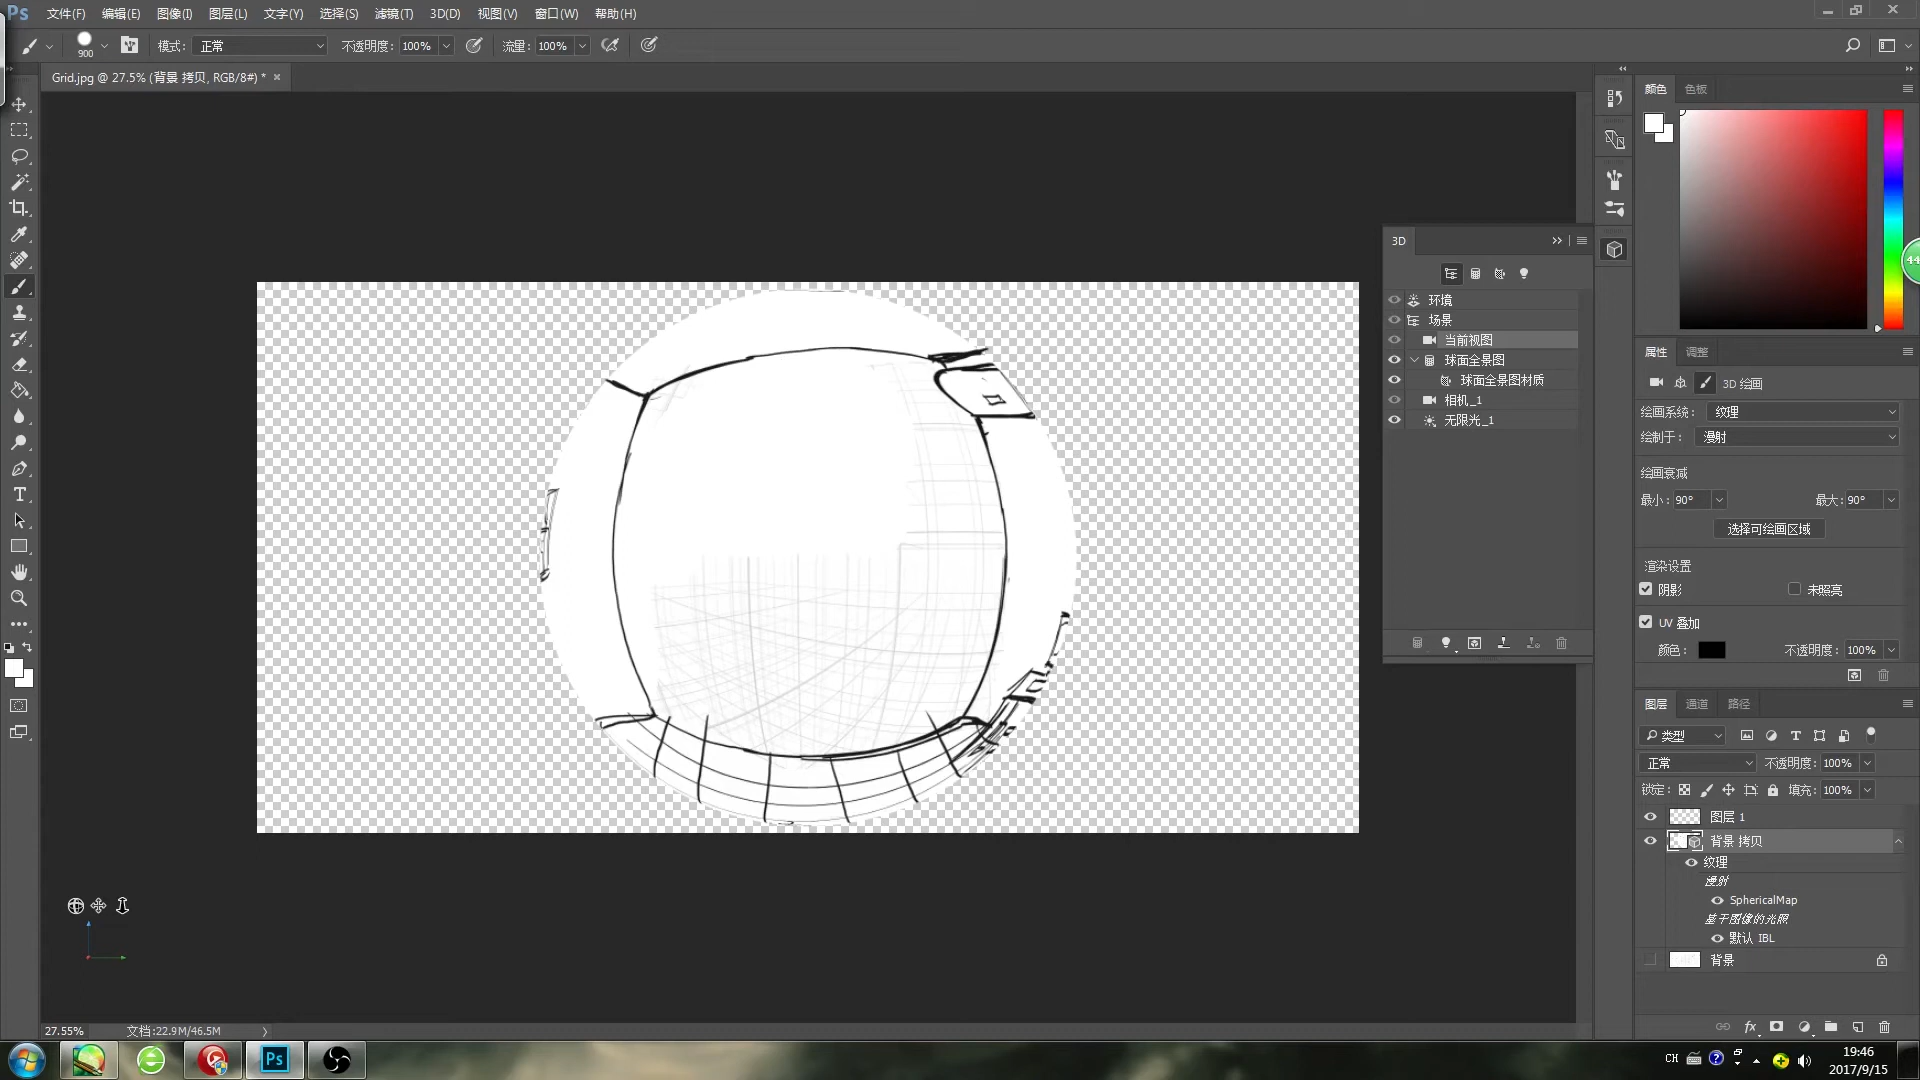 Ps 文件(F) 编辑(E) 图像(I) 图层(L) 文字(Y) 选择(S) 滤镜(T) 3D(D) 视图(V) 窗口(W) 帮助(H)
900 模式: 正常 不透明度: 100% 流量: 100%
Grid.jpg @ 27.5% (背景 拷贝, RGB/8#) * ×
3D
环境
场景
当前视图
球面全景图
球面全景图材质
相机_1
无限光_1
颜色 色板
44
属性 调整
3D 绘画
绘画系统: 纹理
绘制于: 漫射
绘画衰减
最小: 90° 最大: 90°
选择可绘画区域
渲染设置
阴影 未照亮
UV 叠加
颜色: 不透明度: 100%
图层 通道 路径
类型
正常 不透明度: 100%
锁定: 填充: 100%
图层 1
背景 拷贝
纹理
漫射
SphericalMap
基于图像的光照
默认 IBL
背景
fx
27.55% 文档:22.9M/46.5M
Ps
CH
19:46
2017/9/15